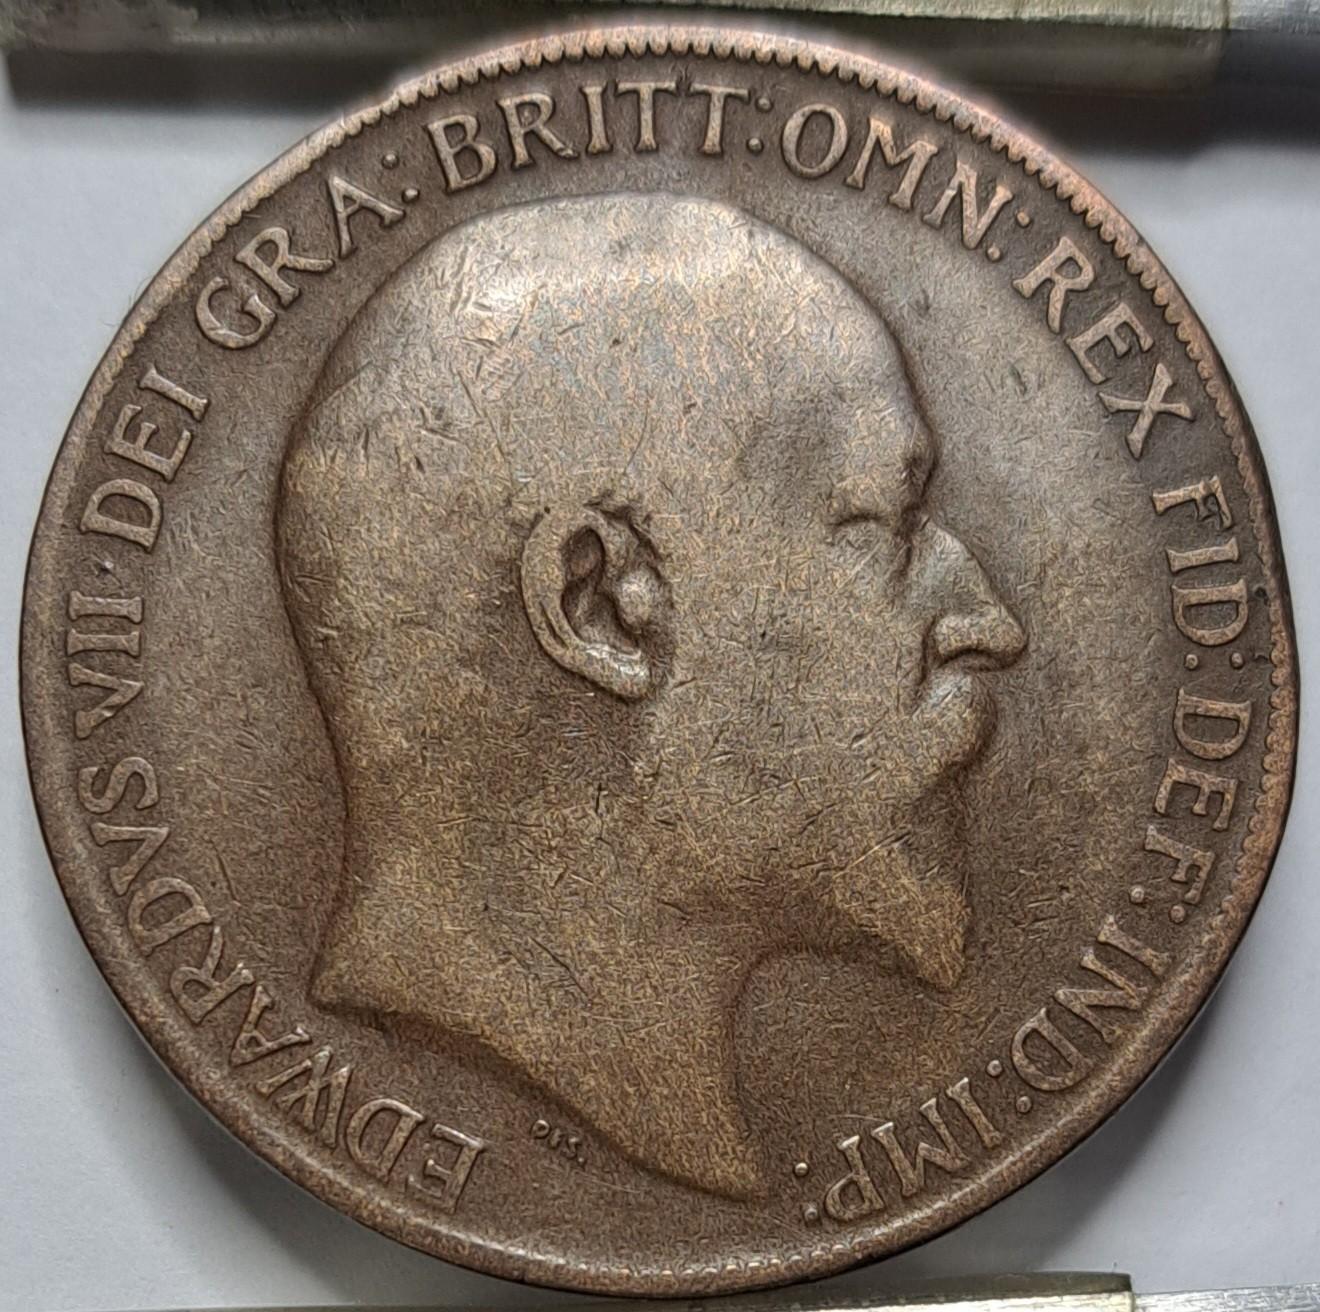 EDWARDVS VII · DEI GRA: BRITT: OMN: REX FID: DEF: IND: IMP:
DES.